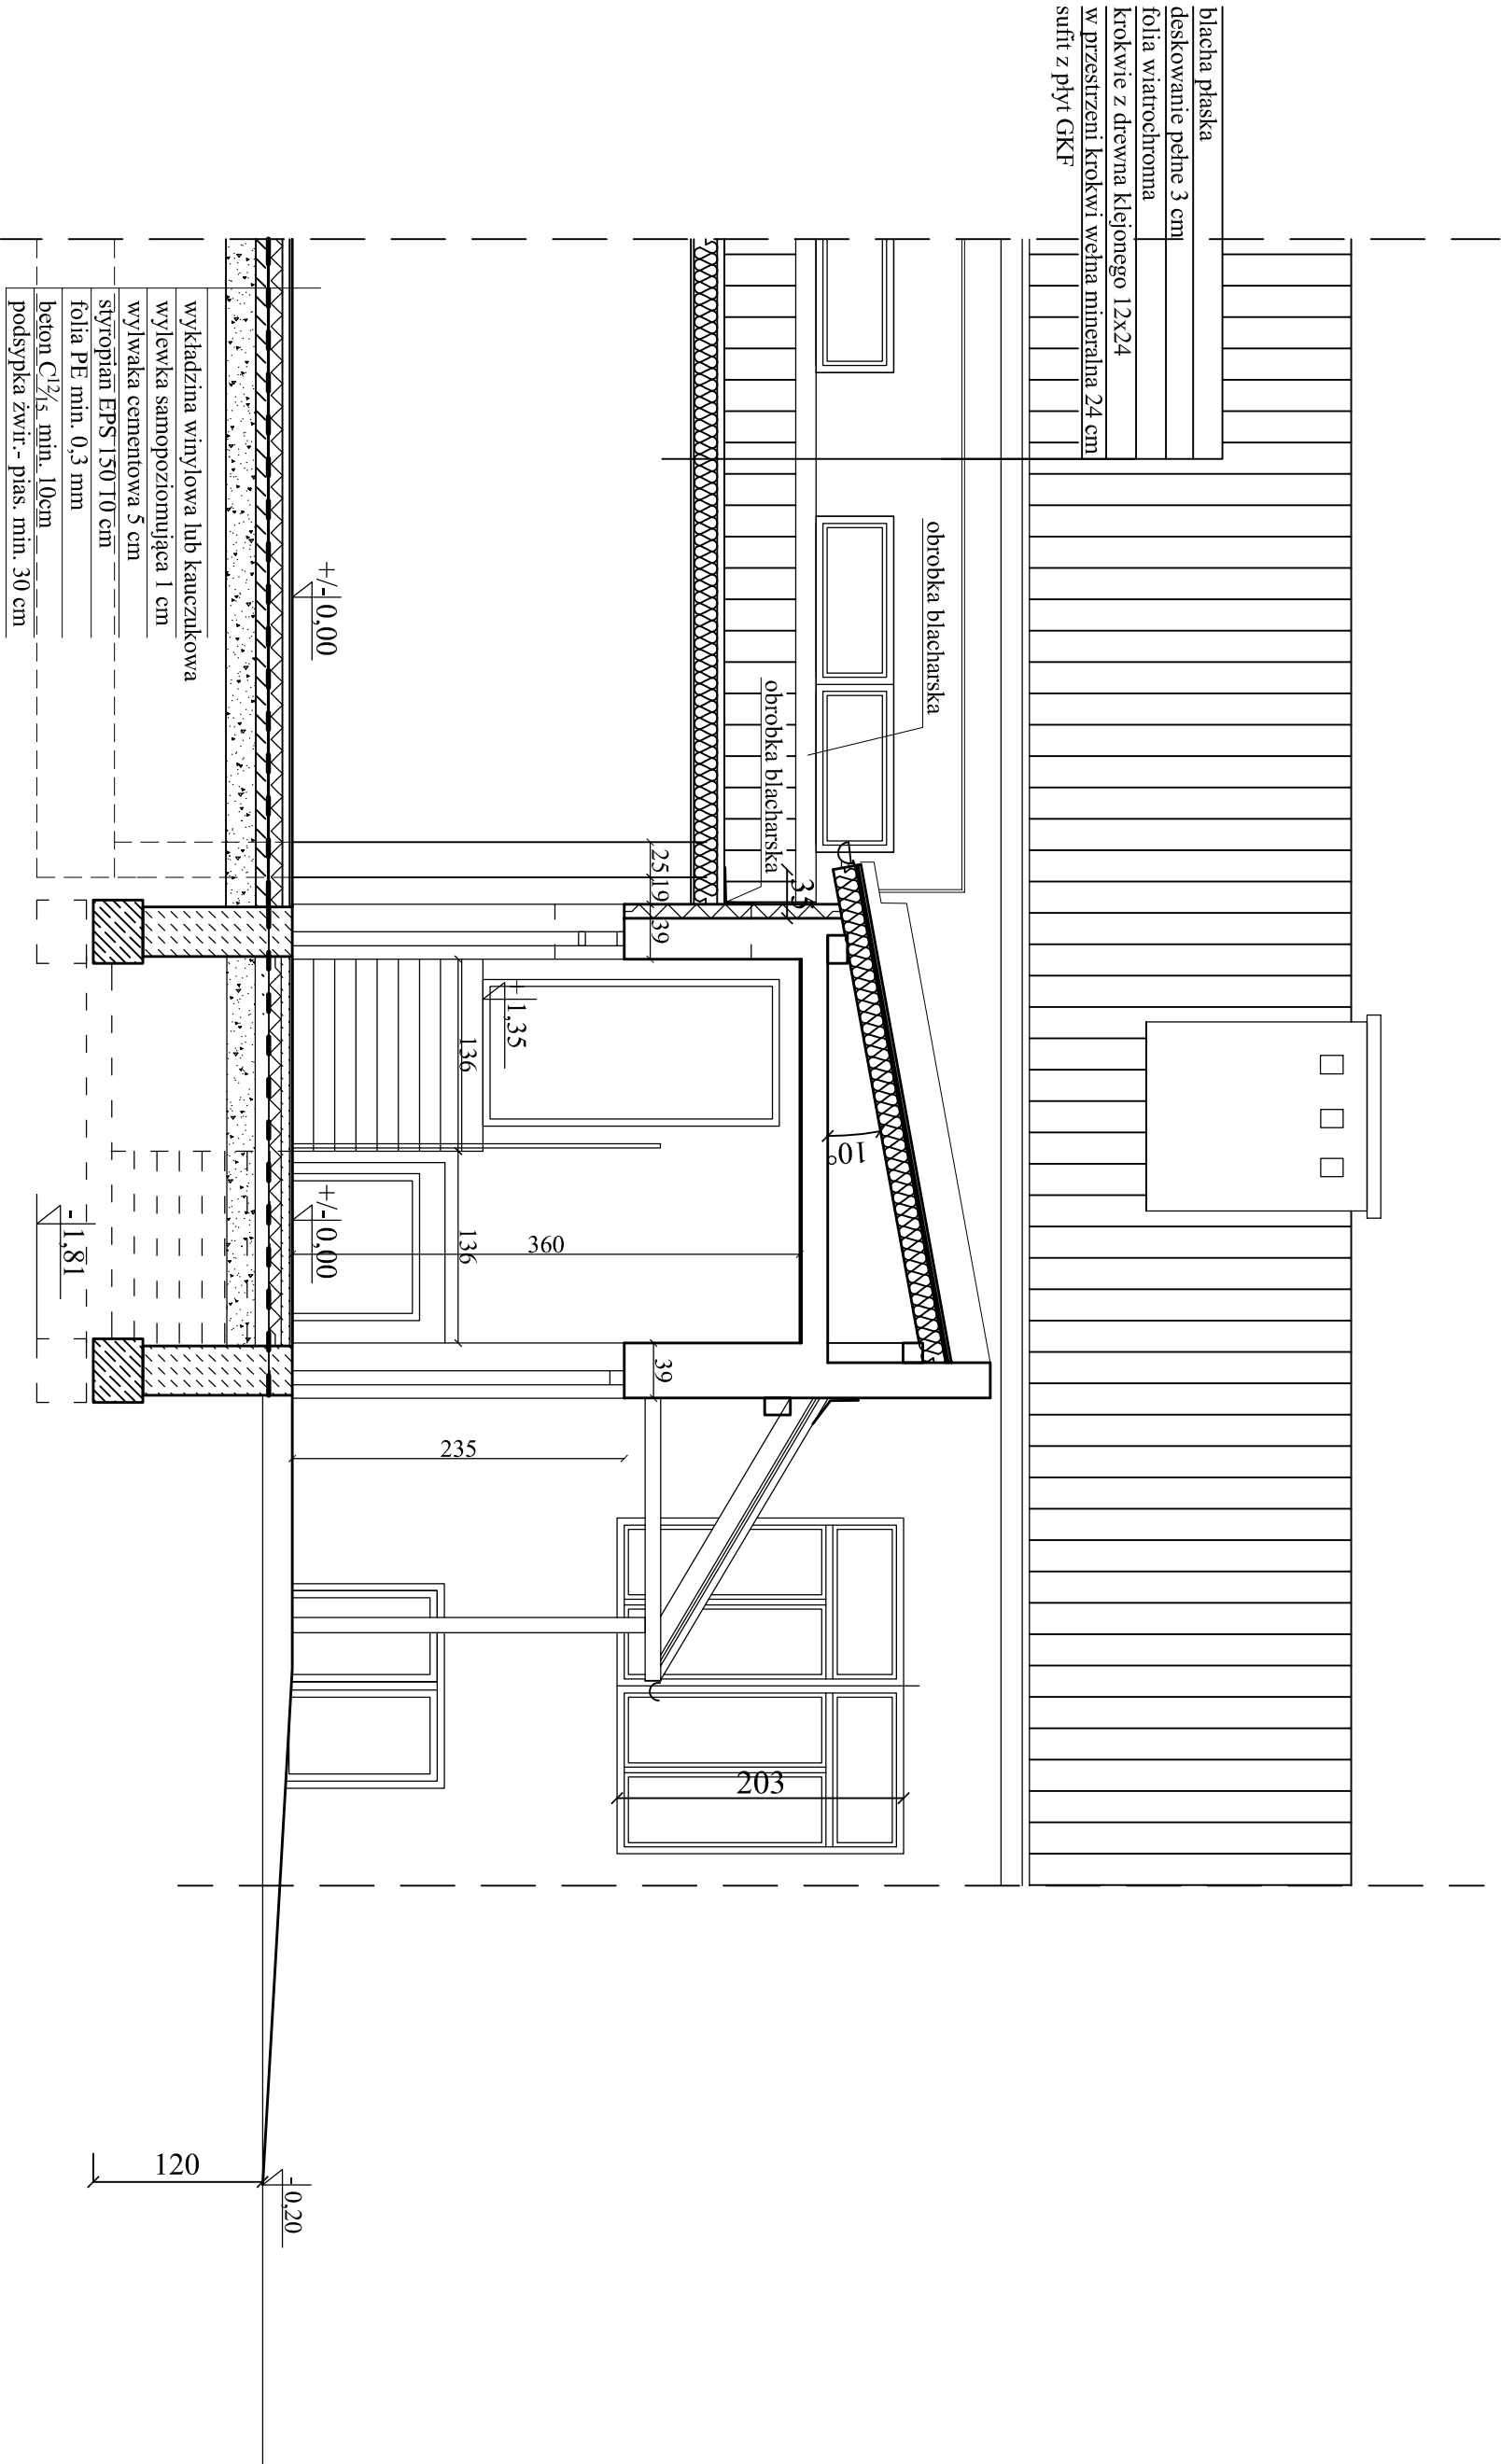 blacha płaska
deskowanie pełne 3 cm
folia wiatrochronna
krokwie z drewna klejonego 12x24
w przestrzeni krokwi wełna mineralna 24 cm
sufit z płyt GKF
obrobka blacharska
obrobka blacharska
35
10°
25
19
39
39
+ 1,35
136
136
360
235
203
+/- 0,00
+/- 0,00
- 0,20
120
- 1,81
wykładzina winylowa lub kauczukowa
wylewka samopoziomująca 1 cm
wylwaka cementowa 5 cm
styropian EPS 150 10 cm
folia PE min. 0,3 mm
beton C12/15 min. 10cm
podsypka żwir.- pias. min. 30 cm